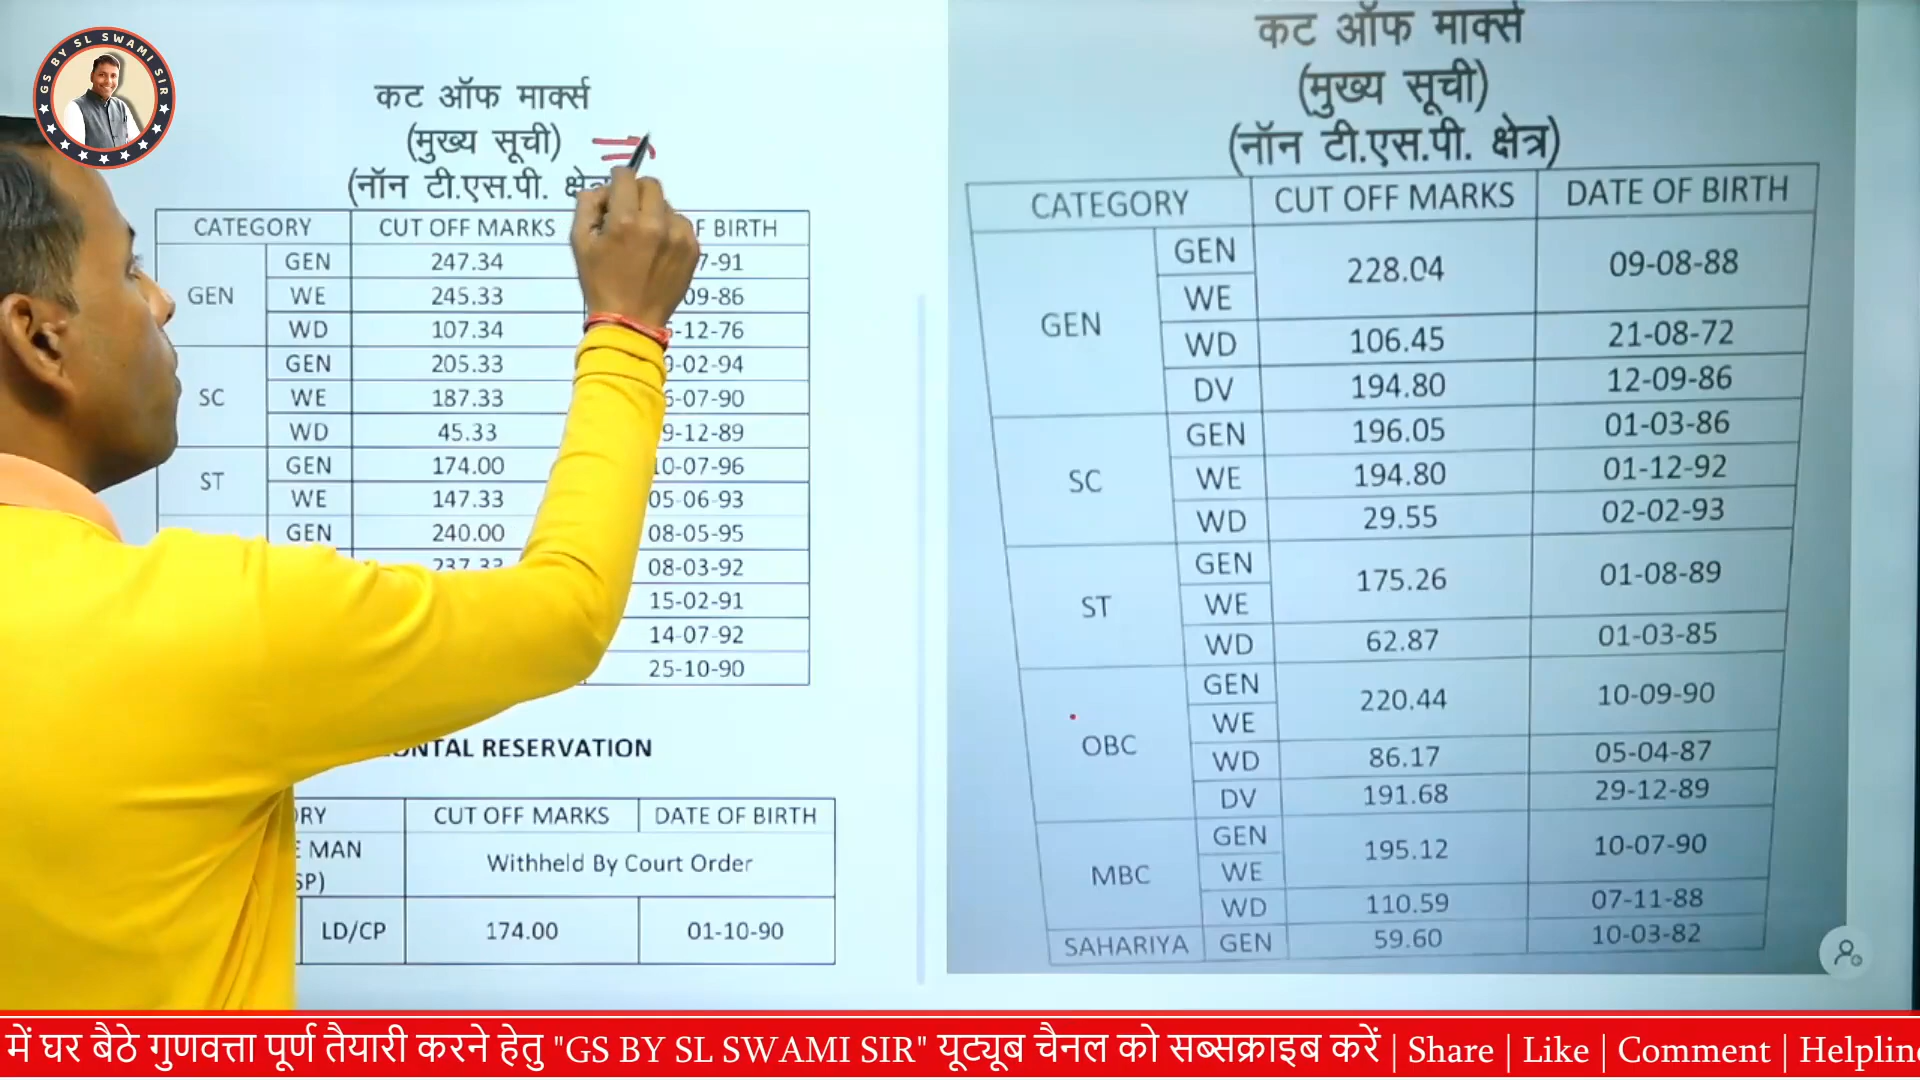 GS BY SL SWAMI SIR
कट ऑफ मार्क्स
(मुख्य सूची)
(नॉन टी.एस.पी. क्षेत्र
CATEGORY CUT OFF MARKS F BIRTH
GEN GEN 247.34 7-91
WE 245.33 09-86
WD 107.34 -12-76
SC GEN 205.33 -02-94
WE 187.33 -07-90
WD 45.33 9-12-89
ST GEN 174.00 10-07-96
WE 147.33 05-06-93
GEN 240.00 08-05-95
237.33 08-03-92
15-02-91
14-07-92
25-10-90
ONTAL RESERVATION
ORY CUT OFF MARKS DATE OF BIRTH
E MAN
SP) Withheld By Court Order
LD/CP 174.00 01-10-90
कट ऑफ मार्क्स
(मुख्य सूची)
(नॉन टी.एस.पी. क्षेत्र)
CATEGORY CUT OFF MARKS DATE OF BIRTH
GEN GEN 228.04 09-08-88
WE
WD 106.45 21-08-72
DV 194.80 12-09-86
SC GEN 196.05 01-03-86
WE 194.80 01-12-92
WD 29.55 02-02-93
ST GEN 175.26 01-08-89
WE
WD 62.87 01-03-85
OBC GEN 220.44 10-09-90
WE
WD 86.17 05-04-87
DV 191.68 29-12-89
MBC GEN 195.12 10-07-90
WE
WD 110.59 07-11-88
SAHARIYA GEN 59.60 10-03-82
में घर बैठे गुणवत्ता पूर्ण तैयारी करने हेतु "GS BY SL SWAMI SIR" यूट्यूब चैनल को सब्सक्राइब करें | Share | Like | Comment | Helpline